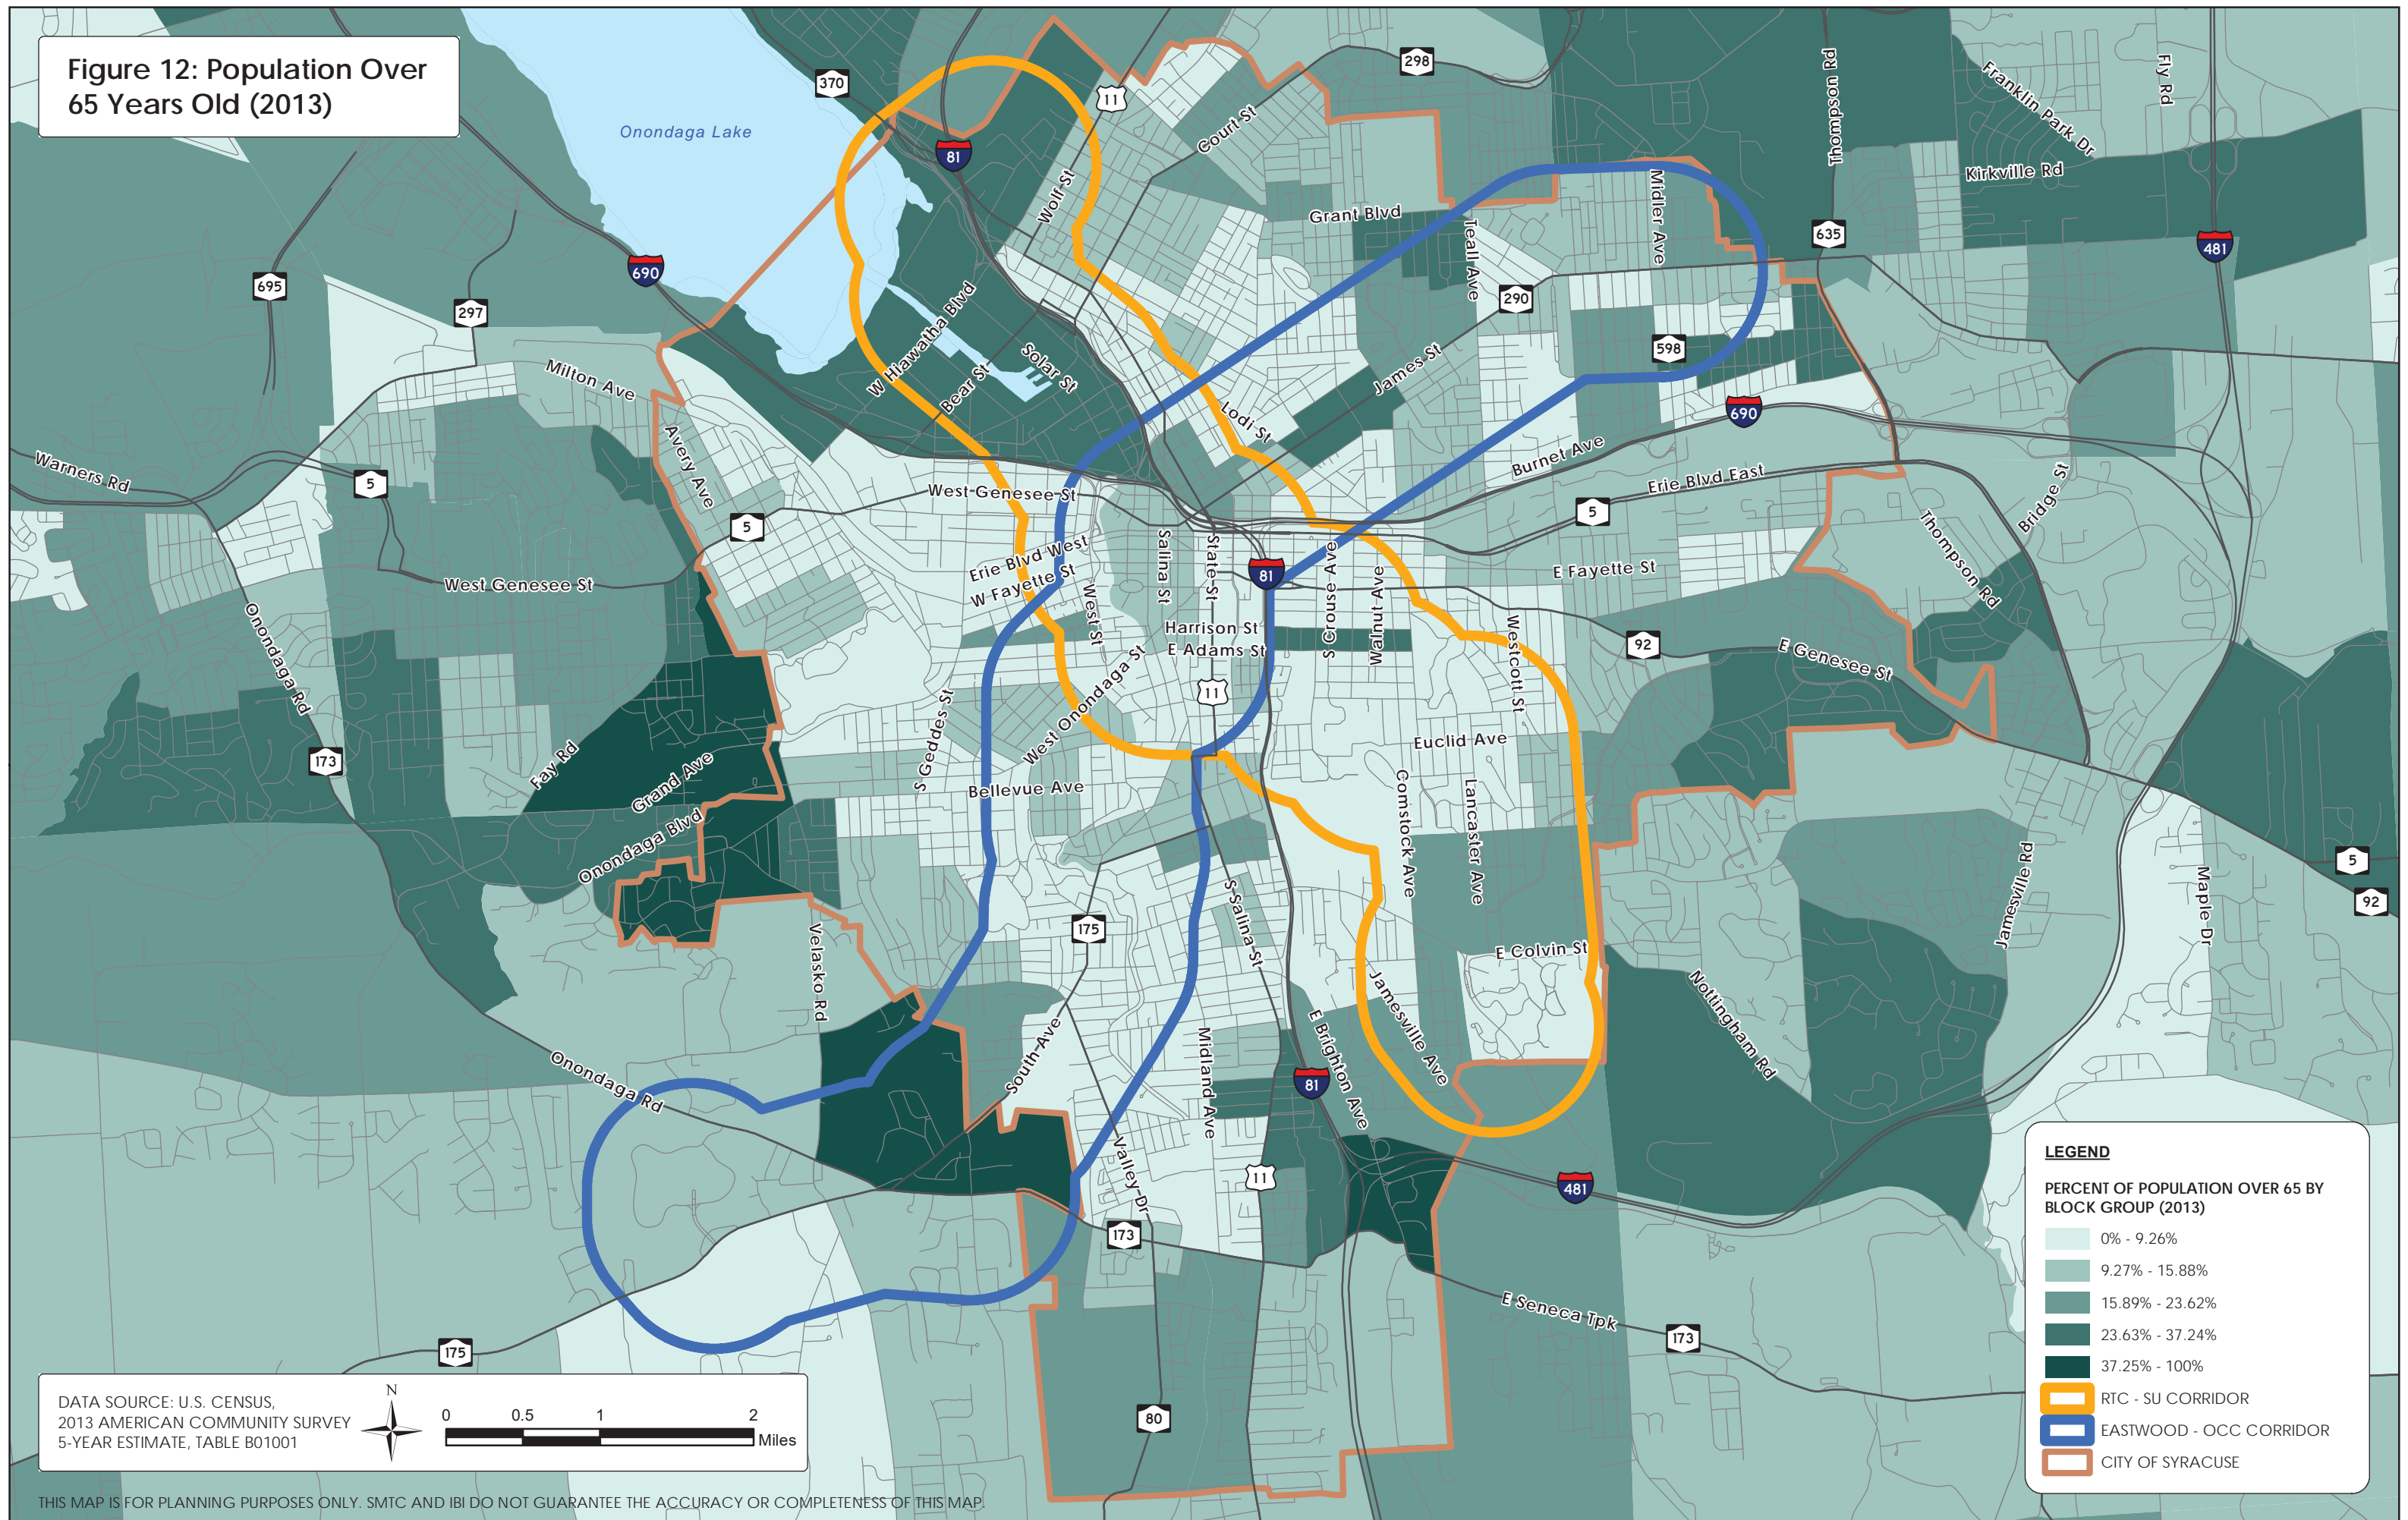 Figure 12: Population Over
65 Years Old (2013)
Onondaga Lake
370
81
11
298
Court St
Wolf St
Thompson Rd
Franklin Park Dr
Fly Rd
Kirkville Rd
Grant Blvd
Teall Ave
Midler Ave
635
481
690
695
297
290
598
W Hiawatha Blvd
Bear St
Solar St
James St
Lodi St
Milton Ave
Avery Ave
690
Burnet Ave
Erie Blvd East
Warners Rd
5
5
West Genesee St
5
Thompson Rd
Bridge St
West Genesee St
Erie Blvd West
W Fayette St
West St
Salina St
State St
81
S Crouse Ave
Walnut Ave
E Fayette St
Westcott St
92
E Genesee St
Harrison St
E Adams St
11
Onondaga Rd
173
Fay Rd
Grand Ave
Onondaga Blvd
S Geddes St
West Onondaga St
Bellevue Ave
Euclid Ave
Comstock Ave
Lancaster Ave
5
92
Maple Dr
Jamesville Rd
Velasko Rd
175
S Salina St
E Colvin St
Nottingham Rd
Jamesville Ave
E Brighton Ave
81
Midland Ave
South Ave
Onondaga Rd
Valley Dr
11
173
481
E Seneca Tpk
173
175
80
LEGEND
PERCENT OF POPULATION OVER 65 BY
BLOCK GROUP (2013)
0% - 9.26%
9.27% - 15.88%
15.89% - 23.62%
23.63% - 37.24%
37.25% - 100%
RTC - SU CORRIDOR
EASTWOOD - OCC CORRIDOR
CITY OF SYRACUSE
DATA SOURCE: U.S. CENSUS,
2013 AMERICAN COMMUNITY SURVEY
5-YEAR ESTIMATE, TABLE B01001
N
0 0.5 1 2
Miles
THIS MAP IS FOR PLANNING PURPOSES ONLY. SMTC AND IBI DO NOT GUARANTEE THE ACCURACY OR COMPLETENESS OF THIS MAP.